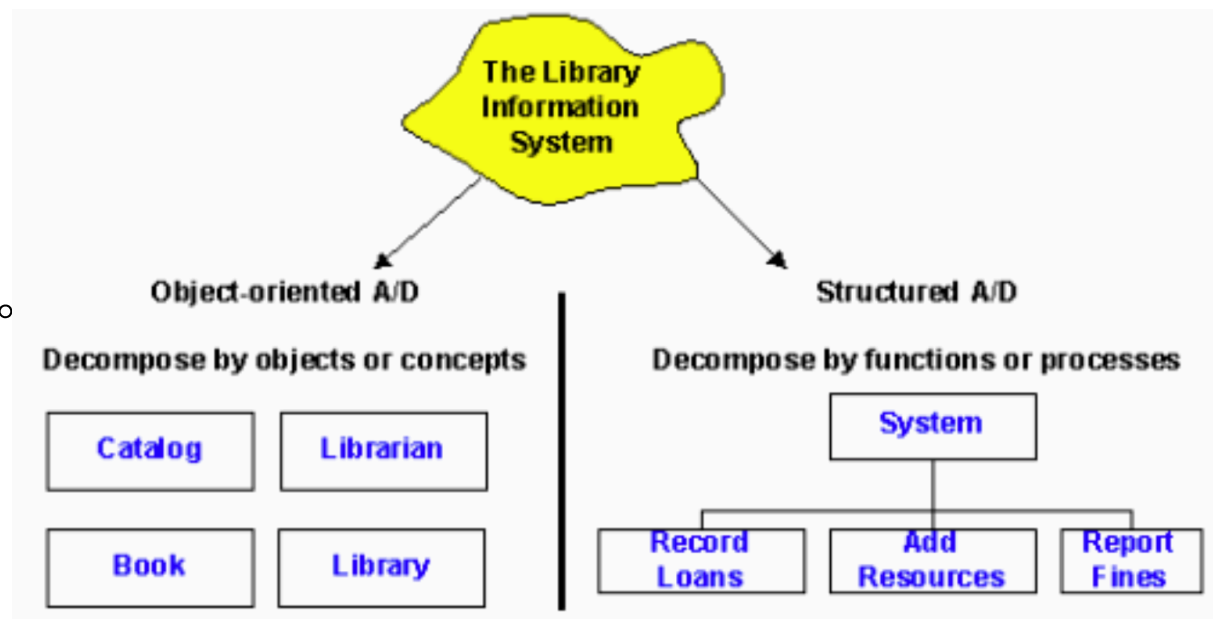 The Library
Information
System
Object-oriented A/D
Structured A/D
Decompose by objects or concepts
Decompose by functions or processes
Catalog
Librarian
Book
Library
System
Record
Loans
Add
Resources
Report
Fines